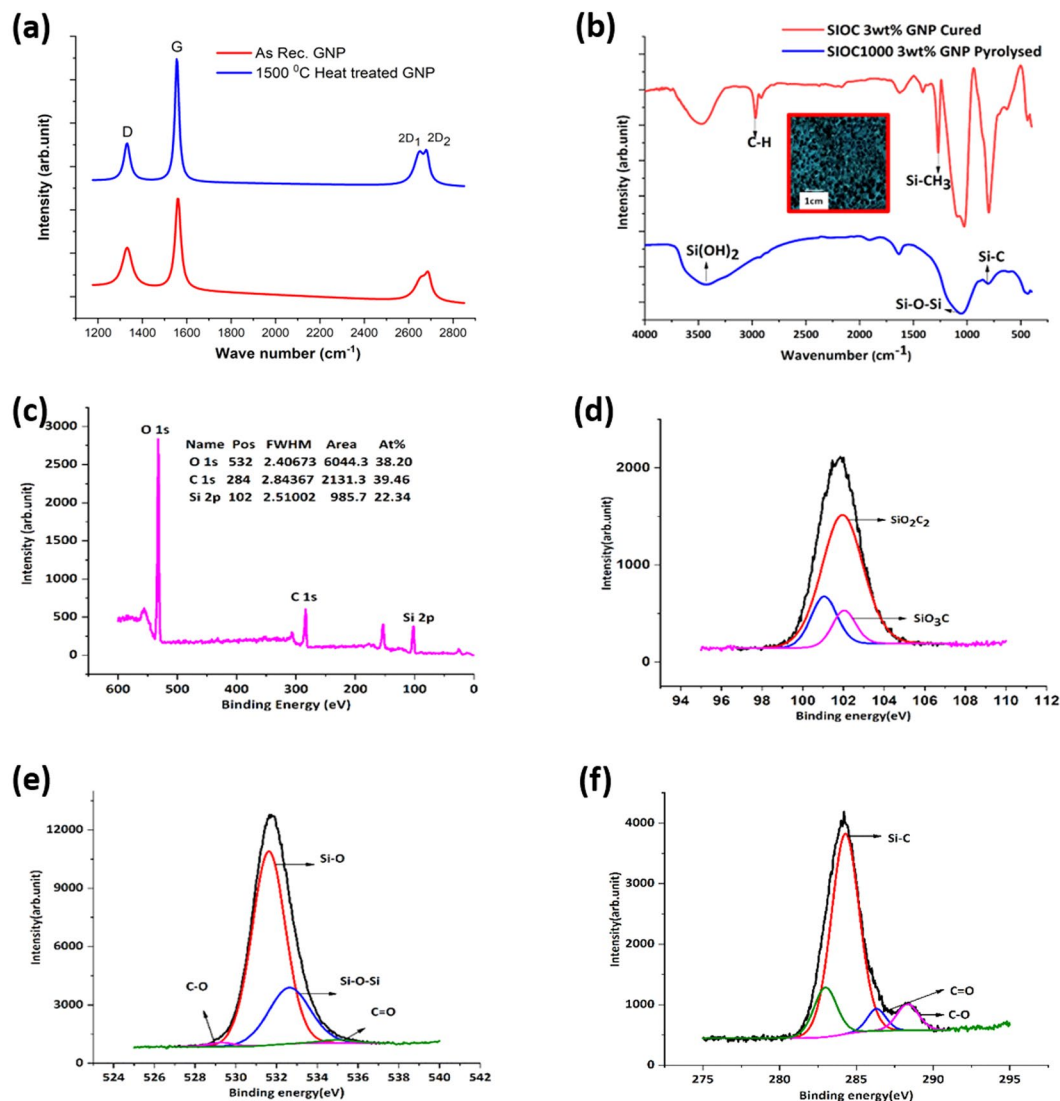 (a)
As Rec. GNP
1500 ⁰C Heat treated GNP
D
G
2D₁ 2D₂
Intensity (arb.unit)
1200 1400 1600 1800 2000 2200 2400 2600 2800
Wave number (cm⁻¹)
(b)
SIOC 3wt% GNP Cured
SIOC1000 3wt% GNP Pyrolysed
C-H
Si-CH₃
1cm
Si(OH)₂
Si-C
Si-O-Si
Intensity (arb.unit)
4000 3500 3000 2500 2000 1500 1000 500
Wavenumber (cm⁻¹)
(c)
O 1s
Name Pos FWHM Area At%
O 1s 532 2.40673 6044.3 38.20
C 1s 284 2.84367 2131.3 39.46
Si 2p 102 2.51002 985.7 22.34
C 1s
Si 2p
3000
2500
2000
1500
1000
500
0
Intensity (arb.unit)
600 500 400 300 200 100 0
Binding Energy (eV)
(d)
SiO₂C₂
SiO₃C
2000
1000
0
Intensity (arb.unit)
94 96 98 100 102 104 106 108 110 112
Binding energy(eV)
(e)
Si-O
Si-O-Si
C-O
C=O
12000
9000
6000
3000
0
Intensity(arb.unit)
524 526 528 530 532 534 536 538 540 542
Binding energy(eV)
(f)
Si-C
C=O
C-O
4000
3000
2000
1000
0
Intensity(arb.unit)
275 280 285 290 295
Binding energy(eV)